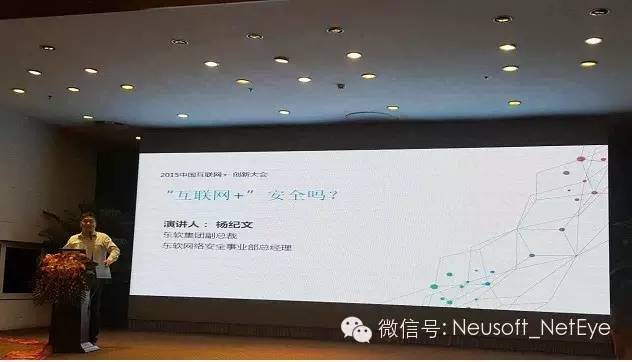 2015中国互联网+ 创新大会
"互联网+" 安全吗？
演讲人： 杨纪文
东软集团副总裁
东软网络安全事业部总经理
微信号: Neusoft_NetEye